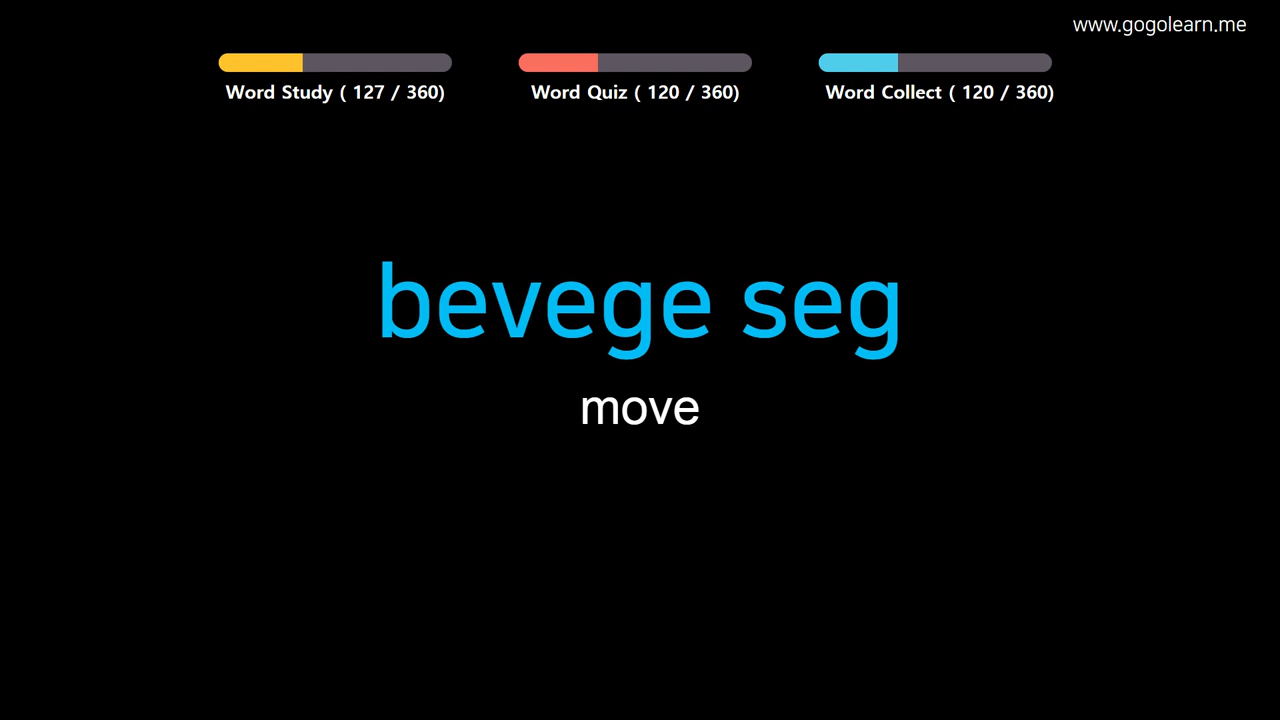 www.gogolearn.me
Word Study ( 127 / 360)
Word Quiz ( 120 / 360)
Word Collect ( 120 / 360)
bevege seg
move